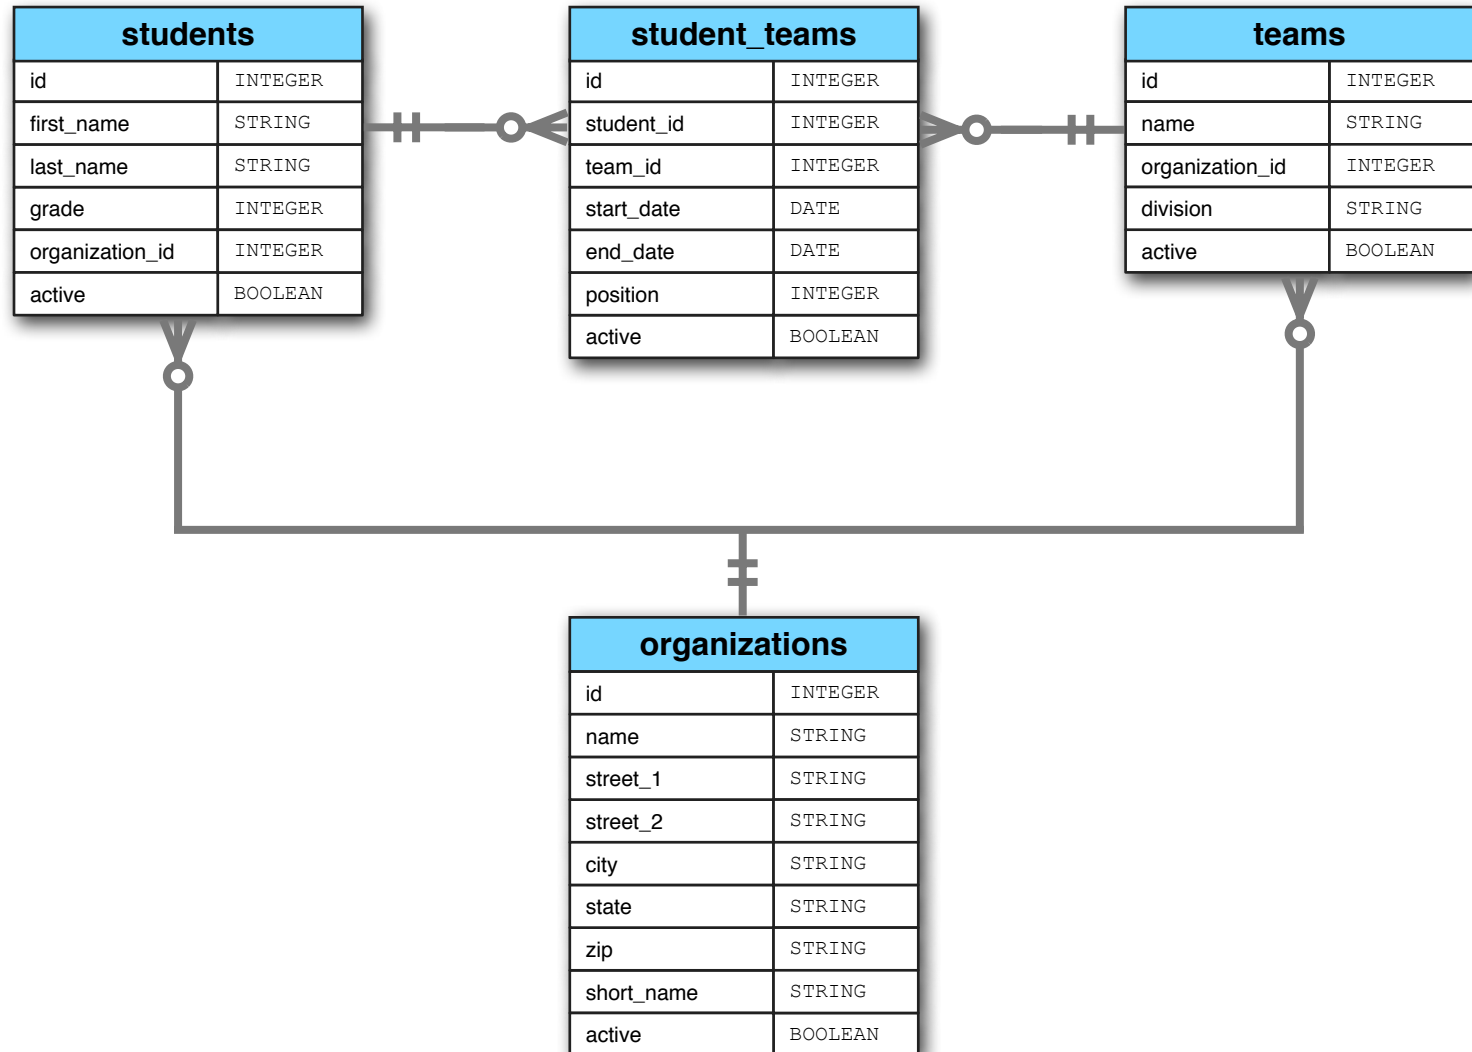 students
id INTEGER
first_name STRING
last_name STRING
grade INTEGER
organization_id INTEGER
active BOOLEAN
student_teams
id INTEGER
student_id INTEGER
team_id INTEGER
start_date DATE
end_date DATE
position INTEGER
active BOOLEAN
teams
id INTEGER
name STRING
organization_id INTEGER
division STRING
active BOOLEAN
organizations
id INTEGER
name STRING
street_1 STRING
street_2 STRING
city STRING
state STRING
zip STRING
short_name STRING
active BOOLEAN